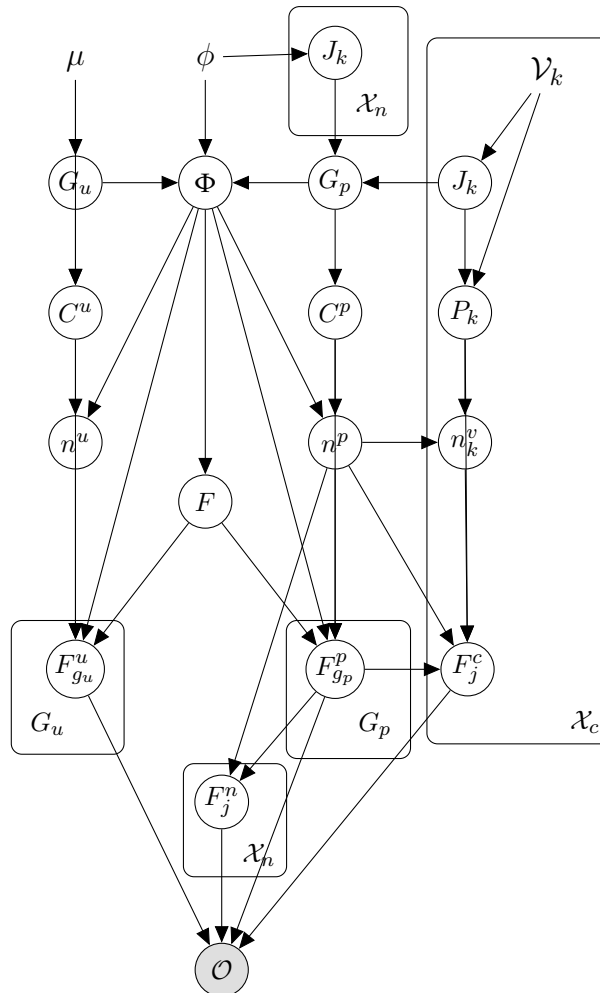 μ φ J_k 𝒱_k
𝒳_n
G_u Φ G_p J_k
C^u C^p P_k
n^u n^p n^v_k
F
F^u_{g_u} F^p_{g_p} F^c_j
G_u G_p 𝒳_c
F^n_j
𝒳_n
𝒪